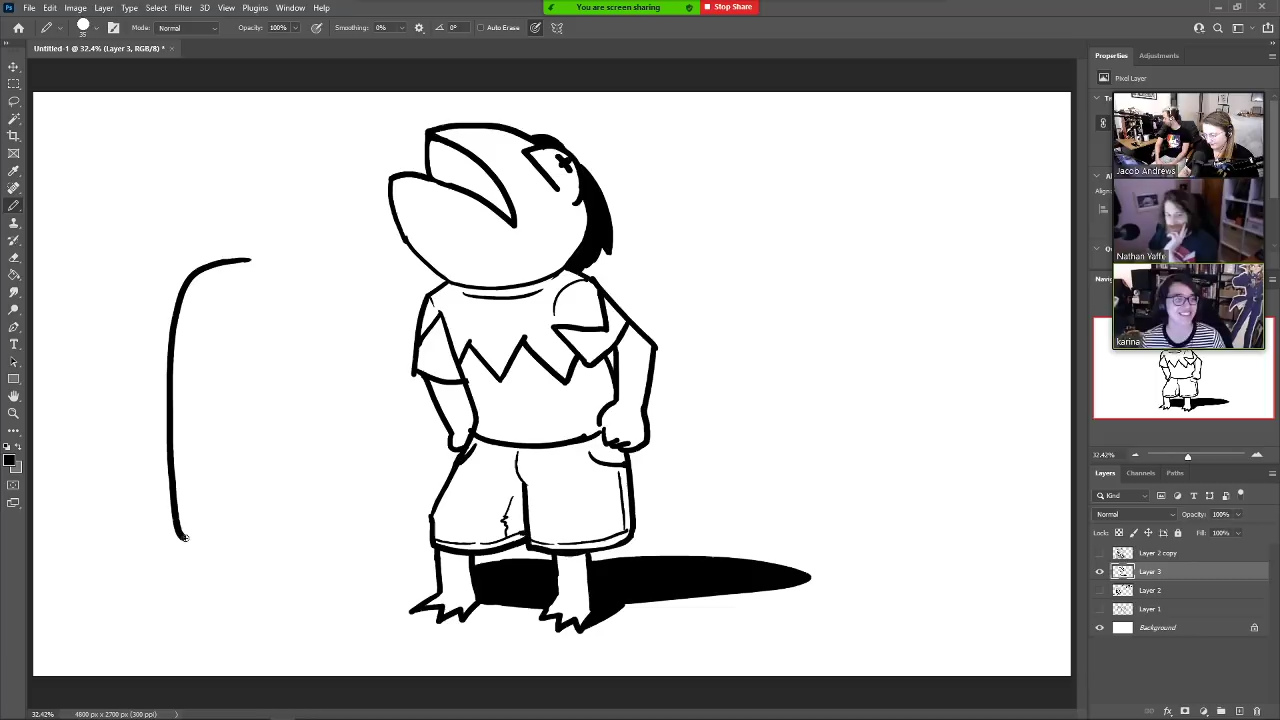 You are screen sharing Stop Share
File Edit Image Layer Type Select Filter 3D View Plugins Window Help
35 Mode: Normal Opacity: 100% Smoothing: 0% 0° Auto Erase
Untitled-1 @ 32.4% (Layer 3, RGB/8) * ×
Properties Adjustments
Pixel Layer
Jacob Andrews
Nathan Yaffe
karina
32.42%
Layers Channels Paths
Kind
Normal Opacity: 100%
Lock: Fill: 100%
Layer 2 copy
Layer 3
Layer 2
Layer 1
Background
32.42% 4800 px x 2700 px (300 ppi)